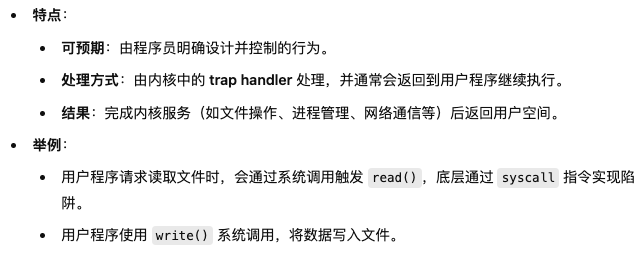 特点：
可预期：由程序员明确设计并控制的行为。
处理方式：由内核中的 trap handler 处理，并通常会返回到用户程序继续执行。
结果：完成内核服务（如文件操作、进程管理、网络通信等）后返回用户空间。
举例：
用户程序请求读取文件时，会通过系统调用触发 read()，底层通过 syscall 指令实现陷
阱。
用户程序使用 write() 系统调用，将数据写入文件。